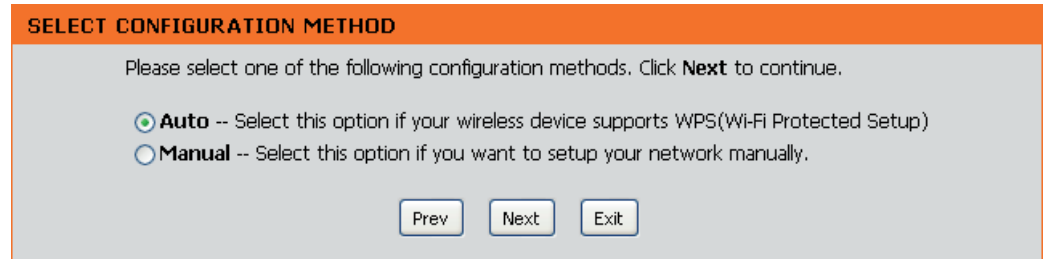 SELECT CONFIGURATION METHOD
Please select one of the following configuration methods. Click Next to continue.
Auto -- Select this option if your wireless device supports WPS(Wi-Fi Protected Setup)
Manual -- Select this option if you want to setup your network manually.
Prev Next Exit